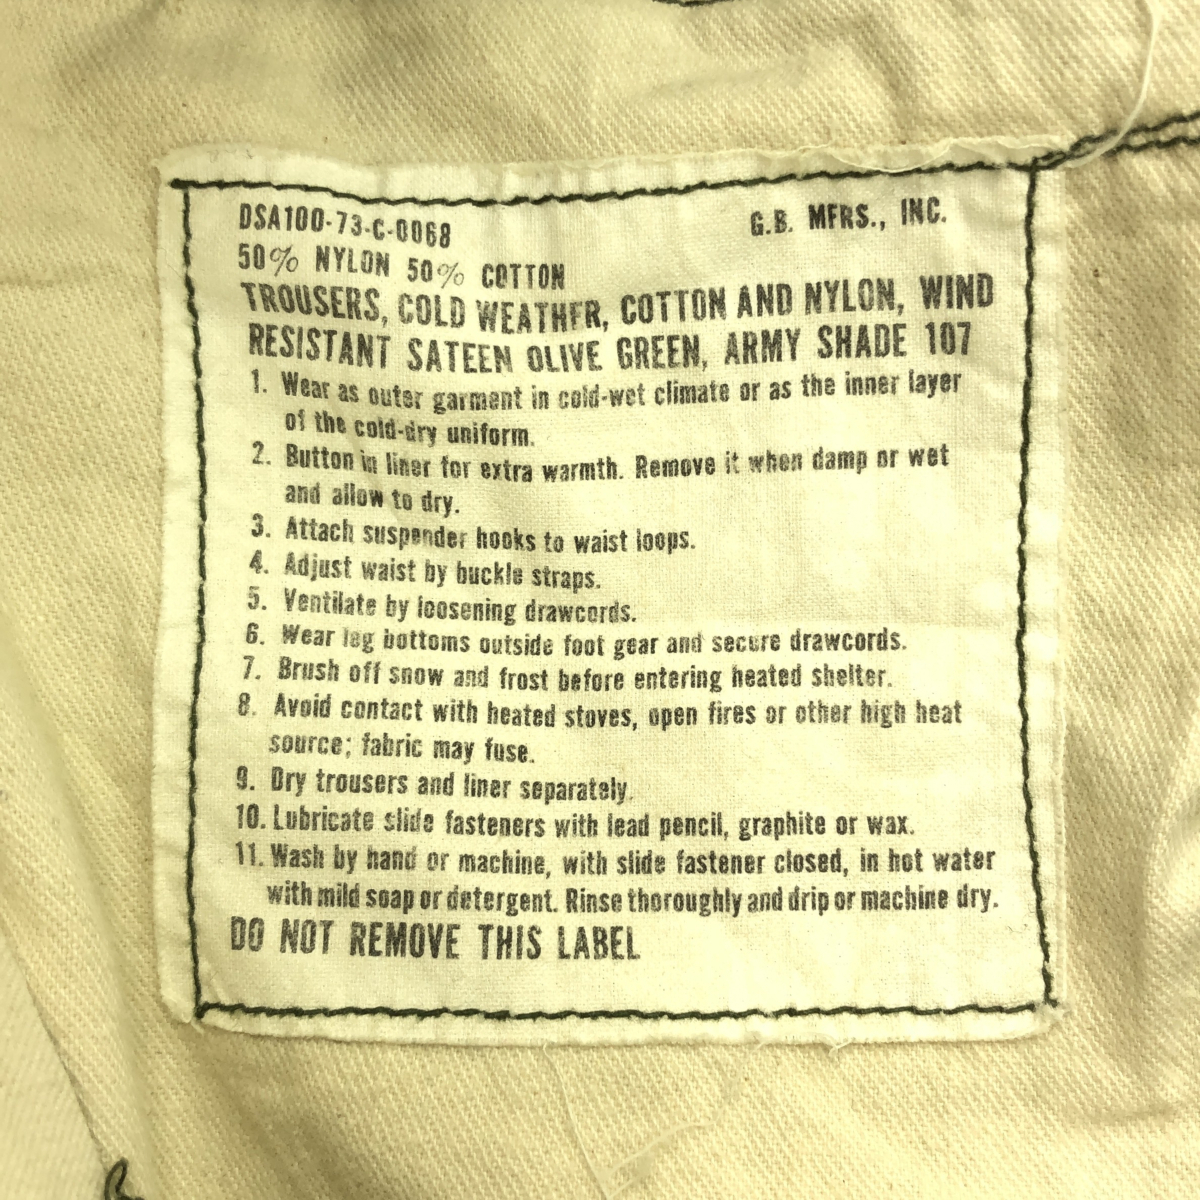 DSA100-73-C-0068 G.B. MFRS., INC.
50% NYLON 50% COTTON
TROUSERS, COLD WEATHER, COTTON AND NYLON, WIND
RESISTANT SATEEN OLIVE GREEN, ARMY SHADE 107
1. Wear as outer garment in cold-wet climate or as the inner layer
of the cold-dry uniform.
2. Button in liner for extra warmth. Remove it when damp or wet
and allow to dry.
3. Attach suspender hooks to waist loops.
4. Adjust waist by buckle straps.
5. Ventilate by loosening drawcords.
6. Wear leg bottoms outside foot gear and secure drawcords.
7. Brush off snow and frost before entering heated shelter.
8. Avoid contact with heated stoves, open fires or other high heat
source; fabric may fuse.
9. Dry trousers and liner separately.
10. Lubricate slide fasteners with lead pencil, graphite or wax.
11. Wash by hand or machine, with slide fastener closed, in hot water
with mild soap or detergent. Rinse thoroughly and drip or machine dry.
DO NOT REMOVE THIS LABEL